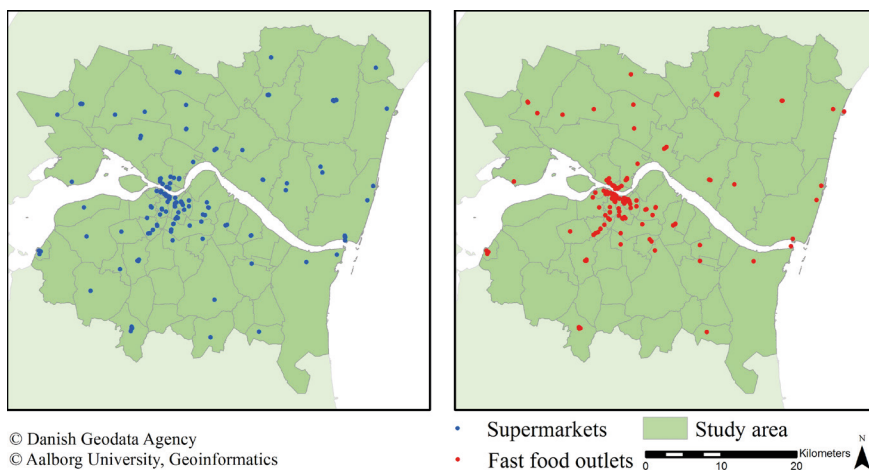 © Danish Geodata Agency
© Aalborg University, Geoinformatics
Supermarkets
Study area
Fast food outlets
0
10
20
Kilometers
N